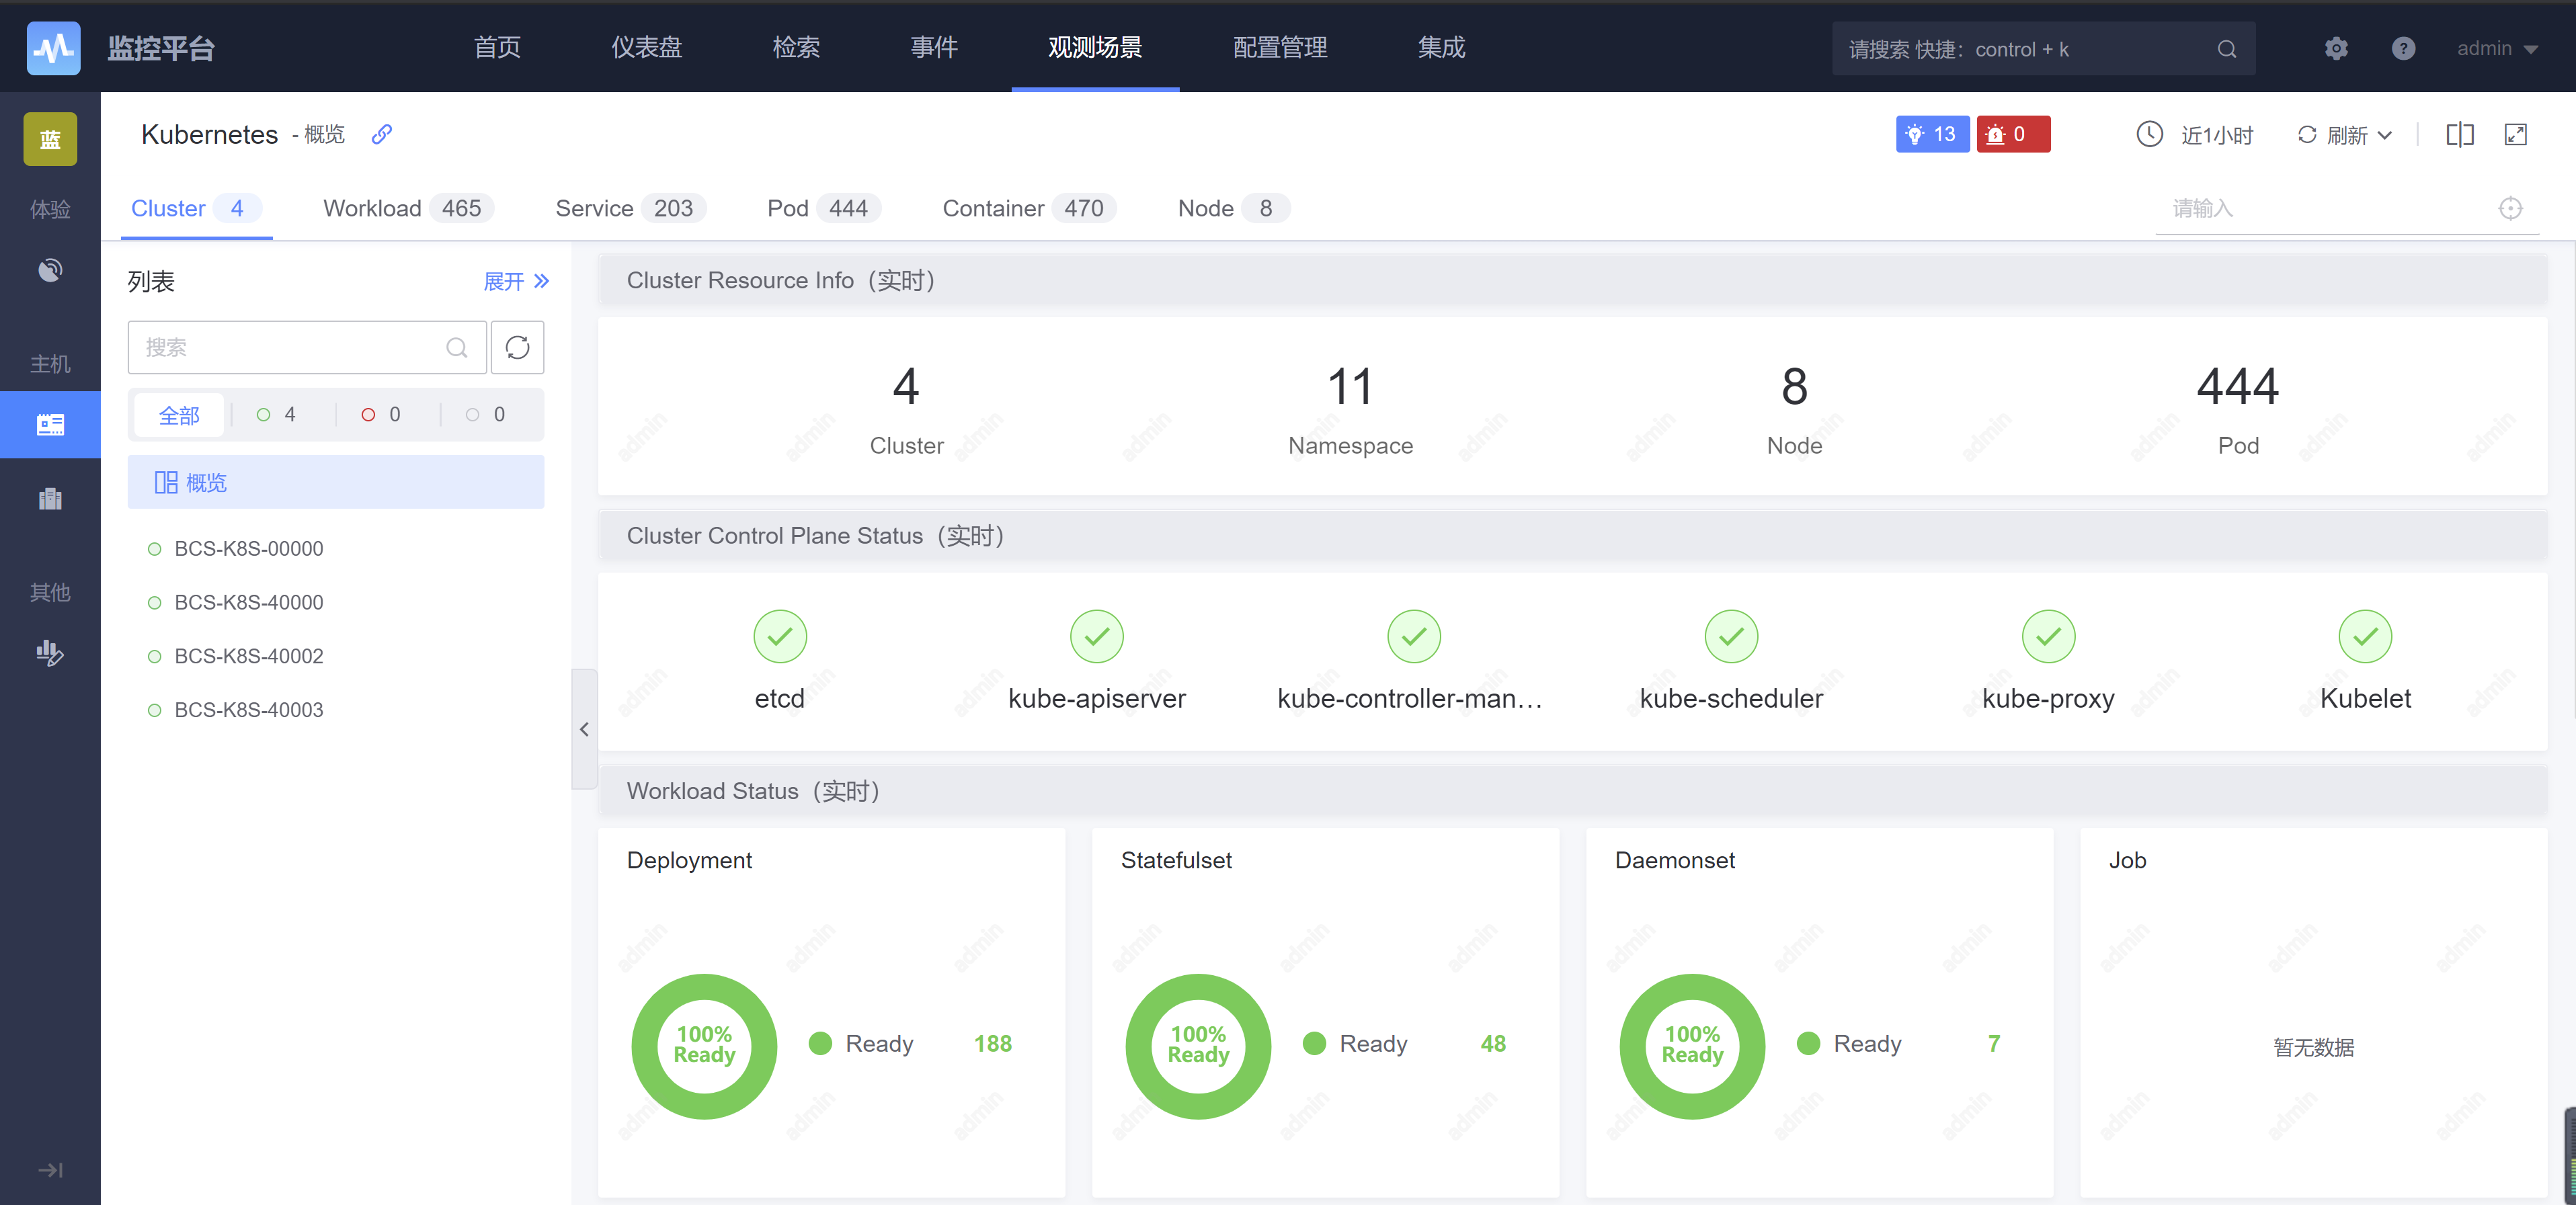 监控平台
首页 仪表盘 检索 事件 观测场景 配置管理 集成
请搜索 快捷：control + k
admin
蓝
体验
主机
其他
Kubernetes - 概览
13 0
近1小时 刷新
Cluster 4 Workload 465 Service 203 Pod 444 Container 470 Node 8
请输入
列表 展开
搜索
全部 4 0 0
概览
BCS-K8S-00000
BCS-K8S-40000
BCS-K8S-40002
BCS-K8S-40003
Cluster Resource Info（实时）
4 11 8 444
Cluster Namespace Node Pod
Cluster Control Plane Status（实时）
etcd kube-apiserver kube-controller-man... kube-scheduler kube-proxy Kubelet
Workload Status（实时）
Deployment
100%
Ready
Ready 188
Statefulset
100%
Ready
Ready 48
Daemonset
100%
Ready
Ready 7
Job
暂无数据
admin